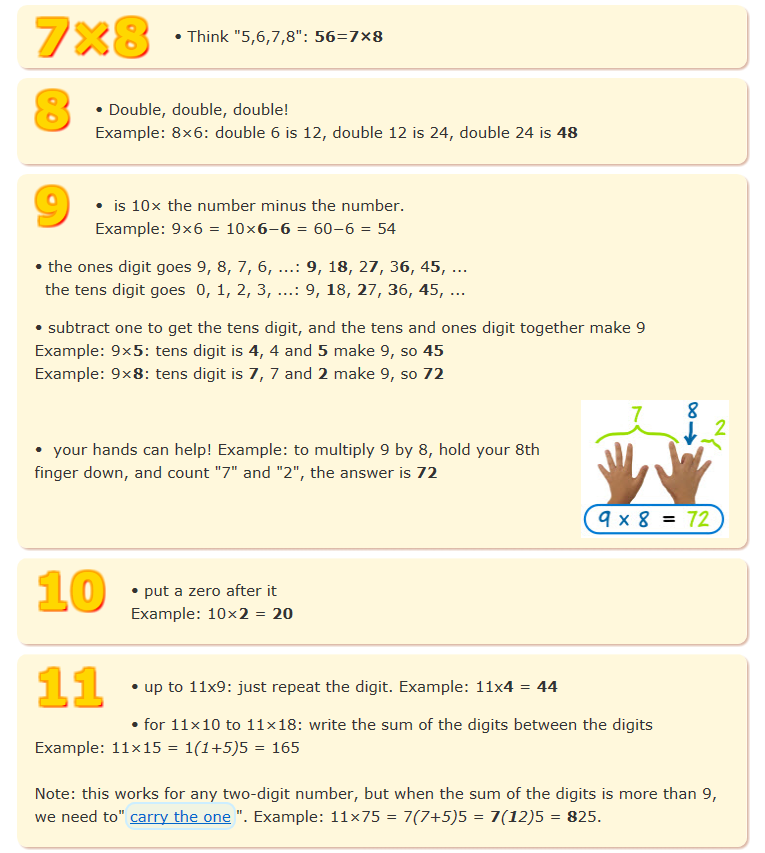 7×8 • Think "5,6,7,8": 56=7×8
8 • Double, double, double!
Example: 8×6: double 6 is 12, double 12 is 24, double 24 is 48
9 • is 10× the number minus the number.
Example: 9×6 = 10×6−6 = 60−6 = 54
• the ones digit goes 9, 8, 7, 6, ...: 9, 18, 27, 36, 45, ...
the tens digit goes 0, 1, 2, 3, ...: 9, 18, 27, 36, 45, ...
• subtract one to get the tens digit, and the tens and ones digit together make 9
Example: 9×5: tens digit is 4, 4 and 5 make 9, so 45
Example: 9×8: tens digit is 7, 7 and 2 make 9, so 72
• your hands can help! Example: to multiply 9 by 8, hold your 8th
finger down, and count "7" and "2", the answer is 72
7 8 2
9 x 8 = 72
10 • put a zero after it
Example: 10×2 = 20
11 • up to 11x9: just repeat the digit. Example: 11x4 = 44
• for 11×10 to 11×18: write the sum of the digits between the digits
Example: 11×15 = 1(1+5)5 = 165
Note: this works for any two-digit number, but when the sum of the digits is more than 9,
we need to" carry the one ". Example: 11×75 = 7(7+5)5 = 7(12)5 = 825.